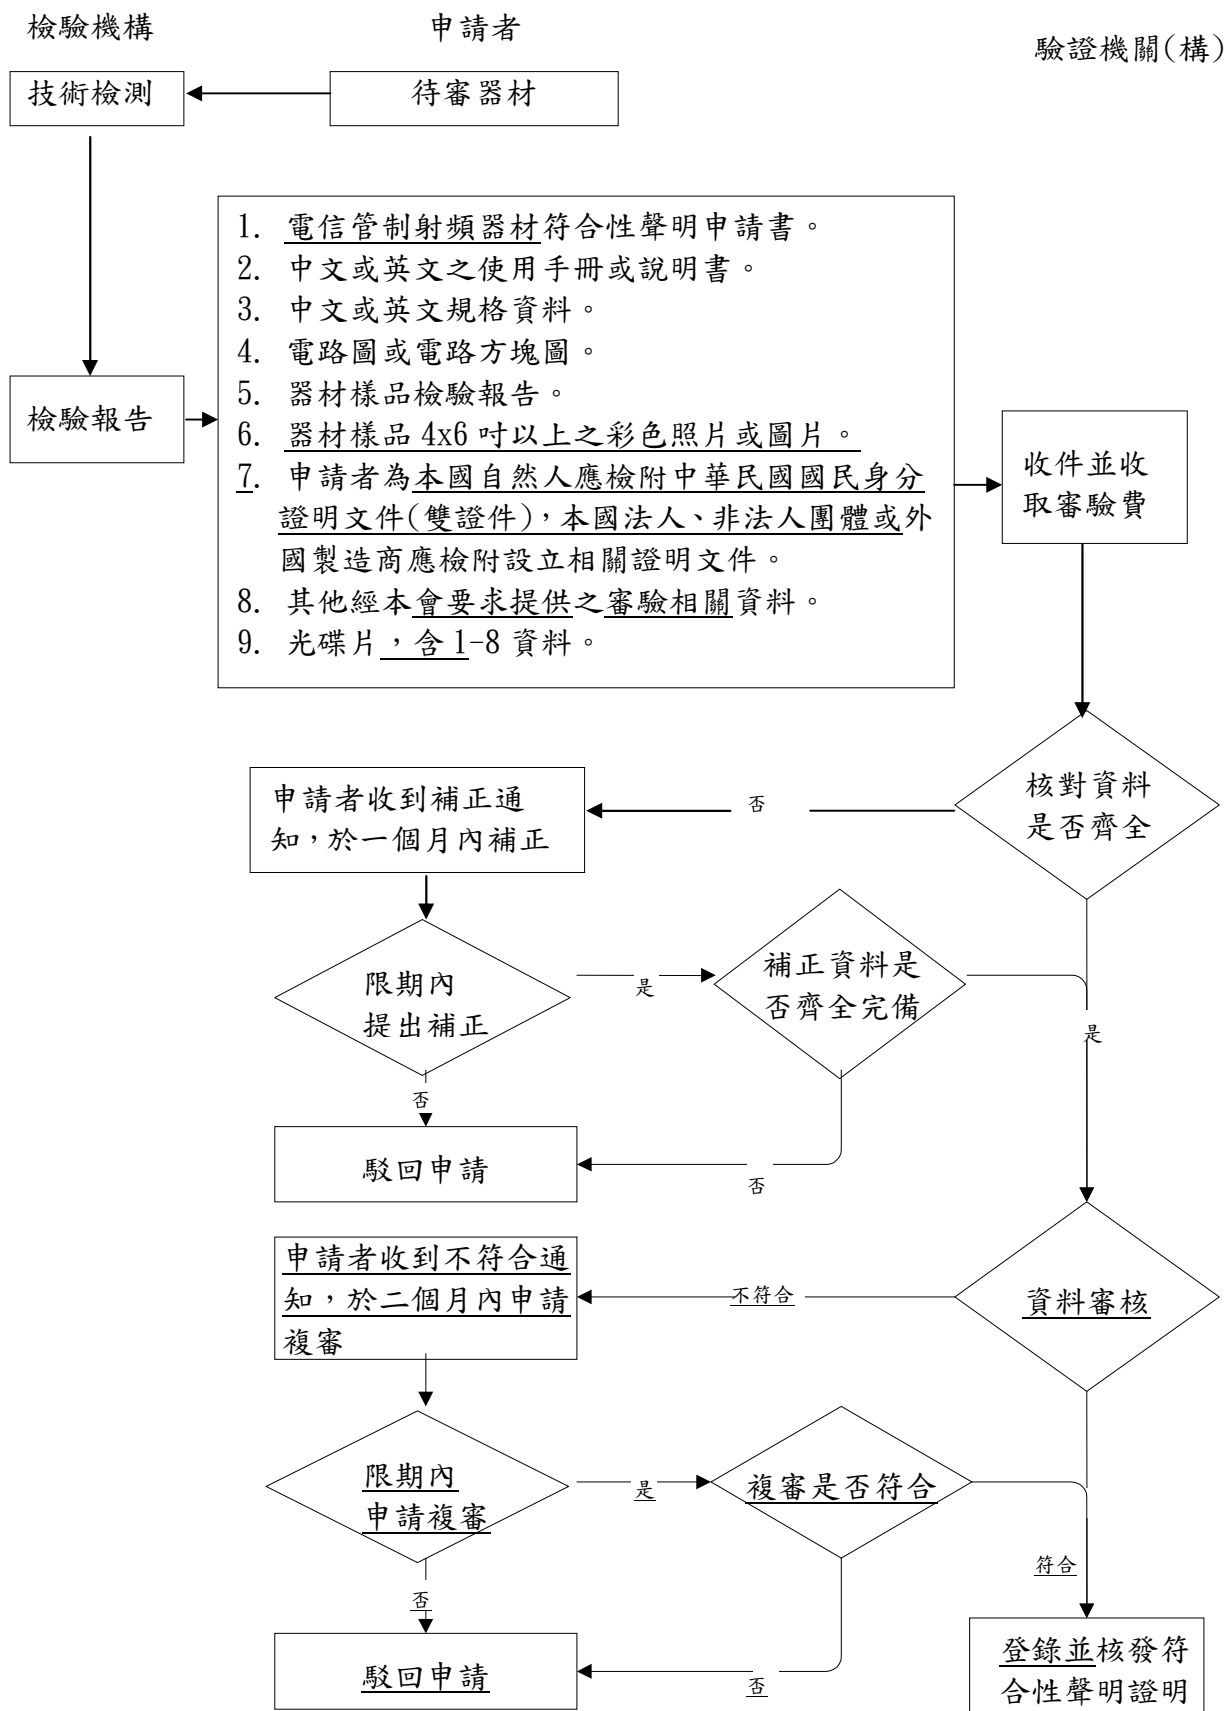 檢驗機構
申請者
驗證機關(構)
技術檢測
待審器材
1. 電信管制射頻器材符合性聲明申請書。
2. 中文或英文之使用手冊或說明書。
3. 中文或英文規格資料。
4. 電路圖或電路方塊圖。
5. 器材樣品檢驗報告。
6. 器材樣品 4x6 吋以上之彩色照片或圖片。
7. 申請者為本國自然人應檢附中華民國國民身分
證明文件(雙證件),本國法人、非法人團體或外
國製造商應檢附設立相關證明文件。
8. 其他經本會要求提供之審驗相關資料。
9. 光碟片,含 1-8 資料。
檢驗報告
收件並收
取審驗費
核對資料
是否齊全
否
申請者收到補正通
知,於一個月內補正
限期內
提出補正
是
補正資料是
否齊全完備
是
否
駁回申請
否
申請者收到不符合通
知,於二個月內申請
複審
不符合
資料審核
限期內
申請複審
是
複審是否符合
符合
否
駁回申請
否
登錄並核發符
合性聲明證明